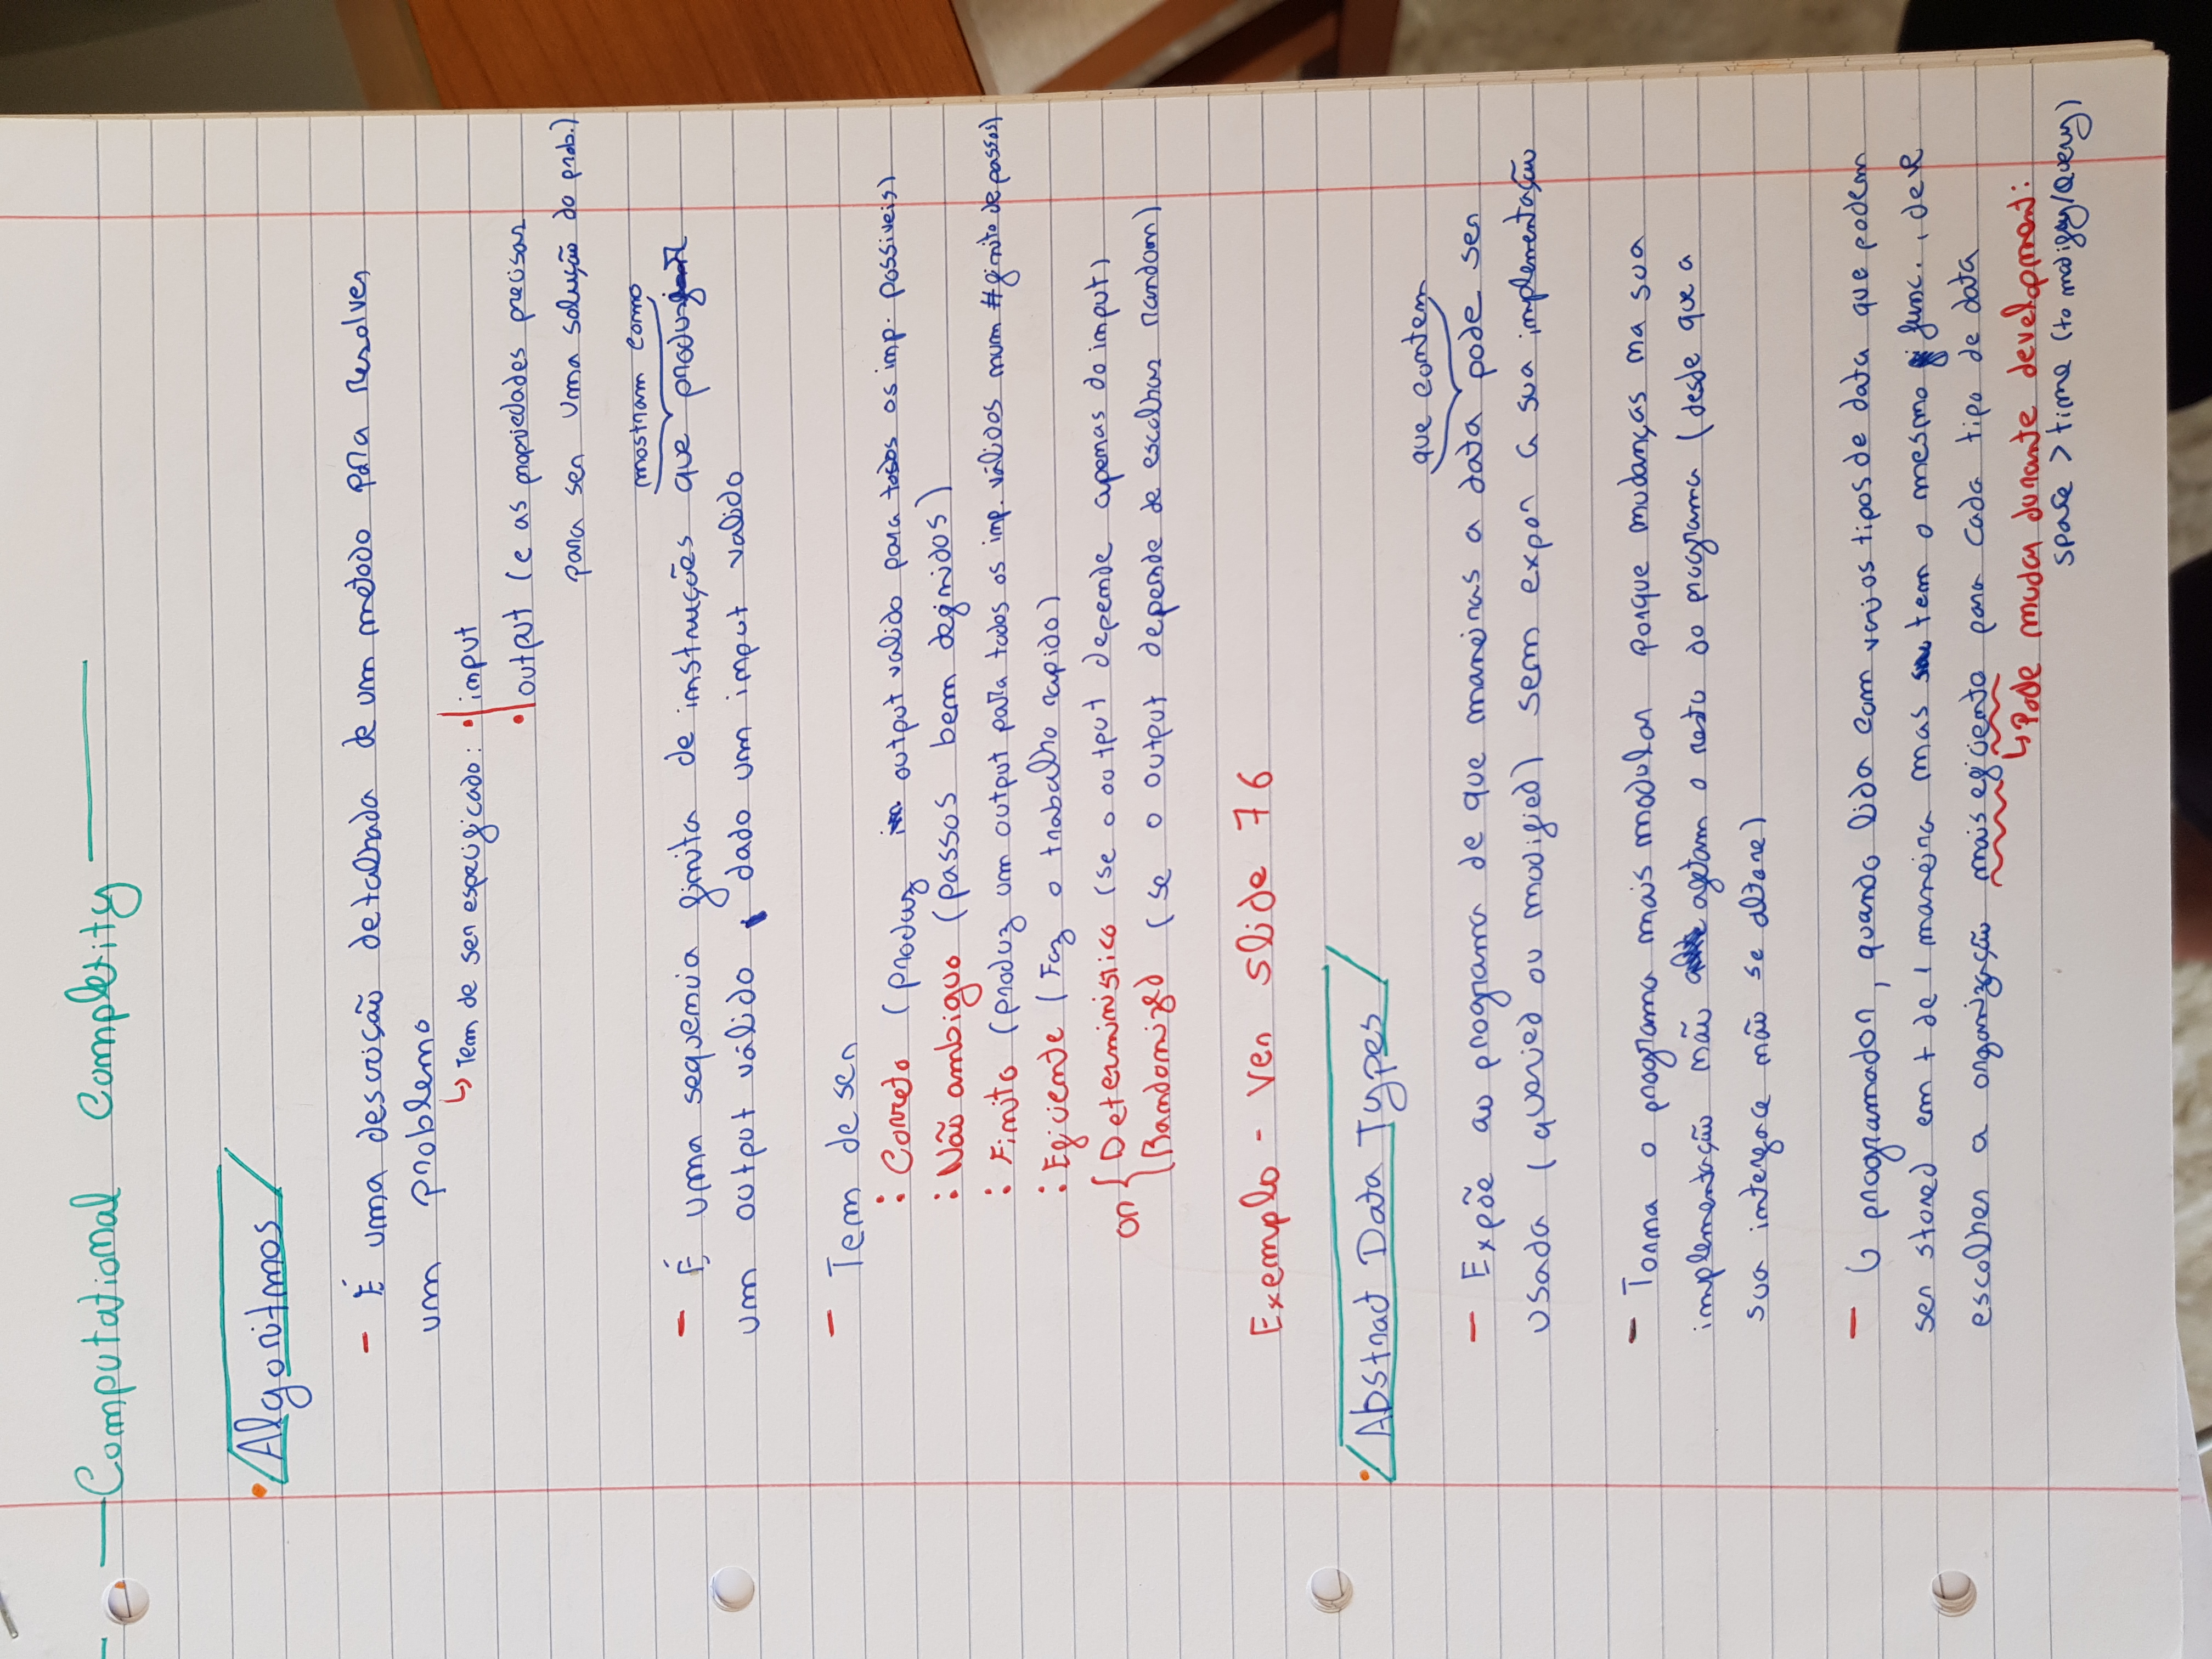 Computational Complexity
Algoritmos
- É uma descrição detalhada de um metodo para resolver
um problema
↳ Tem de ser especificado: • input
• output (e as propriedades precisas
para ser uma solução do prob.)
mostram como
- É uma sequencia finita de instruções que produz
um output válido, dado um input valido
- Tem de ser
: Correto (produz output valido para todos os inp. possiveis)
: Não ambiguo (passos bem definidos)
: Finito (produz um output para todos os inp. válidos num # finito de passos)
: Eficiente (Faz o trabalho rapido)
or { Deterministico (se o output depende apenas do input)
Randomized (se o output depende de escolhas random)
Exemplo - Ver slide 76
• Abstract Data Types
que contem
- Expõe ao programa de que maneiras a data pode ser
usada (queried ou modified) sem expor a sua implementação
- Torna o programa mais modular porque mudanças na sua
implementação não afetam o resto do programa (desde que a
sua interface não se altere)
- O programador, quando lida com varios tipos de data que podem
ser stored em + de 1 maneira mas tem o mesmo func., deve
escolher a organização mais eficiente para cada tipo de data
↳ Pode mudar durante development:
space > time (to modify/Query)